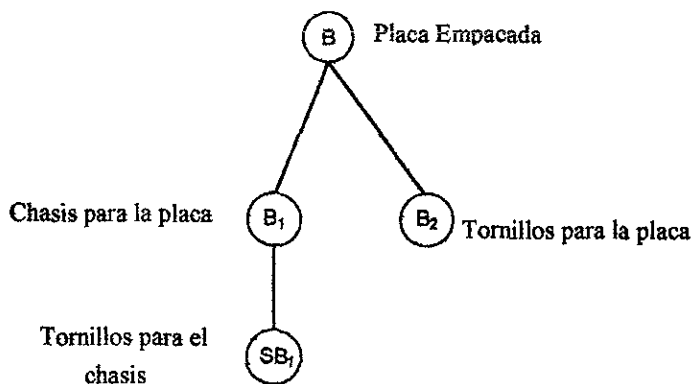 B Placa Empacada
Chasis para la placa B₁ B₂ Tornillos para la placa
Tornillos para el
chasis
SB₁